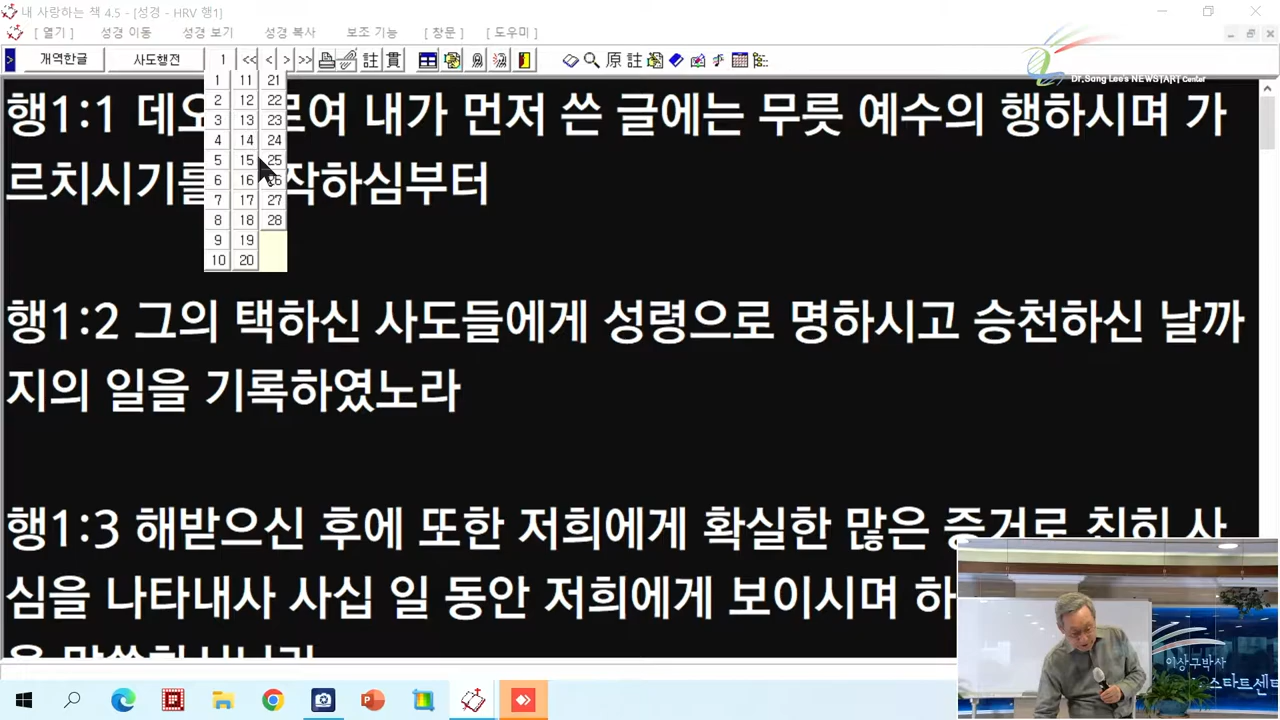 내 사랑하는 책 4.5 - [성경 - HRV 행1]
[ 열기 ] 성경 이동 성경 보기 성경 복사 보조 기능 [ 창문 ] [ 도우미 ]
> 개역한글 사도행전 1 << < > >> 註 貫 原 註
Dr.Sang Lee's NEWSTART Center
1 11 21
2 12 22
3 13 23
4 14 24
5 15 25
6 16
7 17 27
8 18 28
9 19
10 20
행1:1 르여 내가 먼저 쓴 글에는 무릇 예수의 행하시며 가
르치시기를 작하심부터
행1:2 그의 택하신 사도들에게 성령으로 명하시고 승천하신 날까
지의 일을 기록하였노라
행1:3 해받으신 후에 또한 저희에게 확실한 많은 증거로 친히 사
심을 나타내사 사십 일 동안 저희에게 보이시며 하
이상구박사
스타트센터